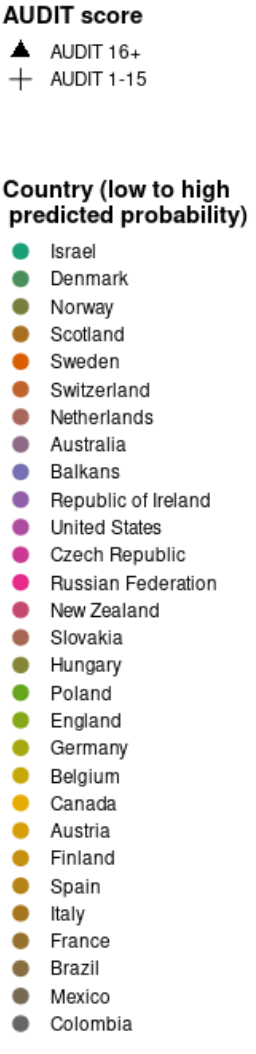 AUDIT score
AUDIT 16+
AUDIT 1-15
Country (low to high
predicted probability)
Israel
Denmark
Norway
Scotland
Sweden
Switzerland
Netherlands
Australia
Balkans
Republic of Ireland
United States
Czech Republic
Russian Federation
New Zealand
Slovakia
Hungary
Poland
England
Germany
Belgium
Canada
Austria
Finland
Spain
Italy
France
Brazil
Mexico
Colombia